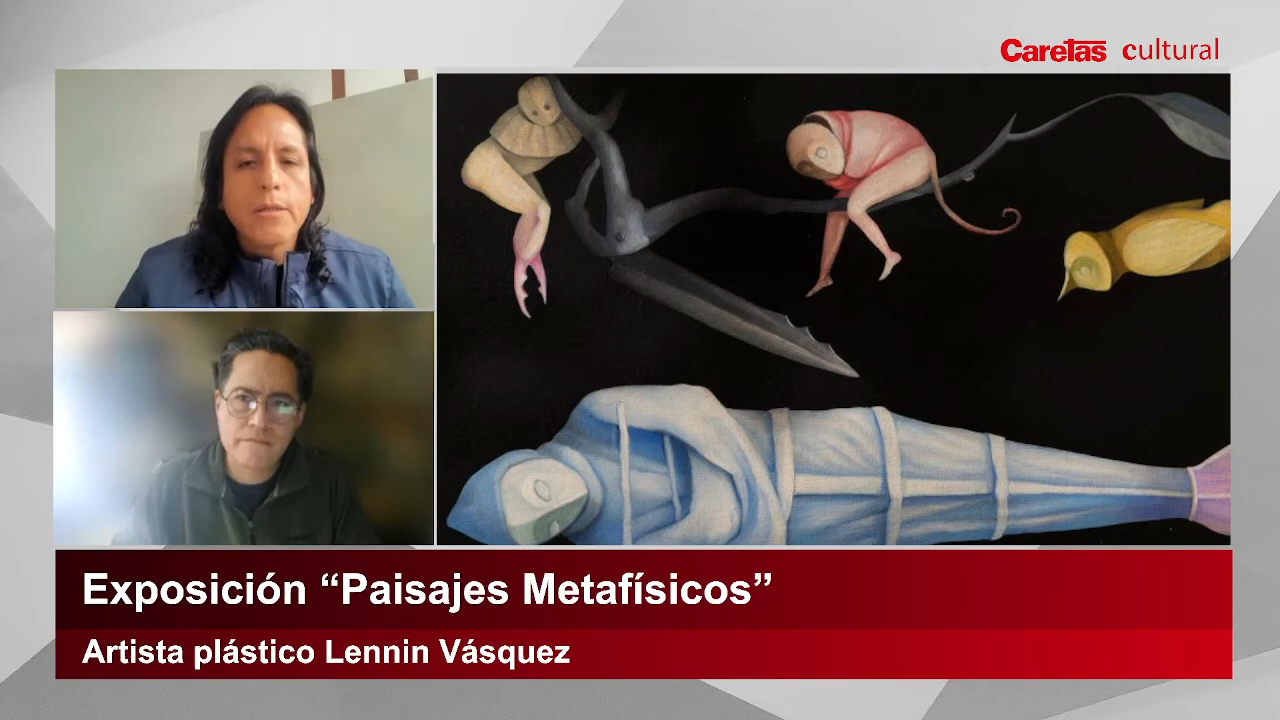 Caretas cultural
Exposición “Paisajes Metafísicos”
Artista plástico Lennin Vásquez